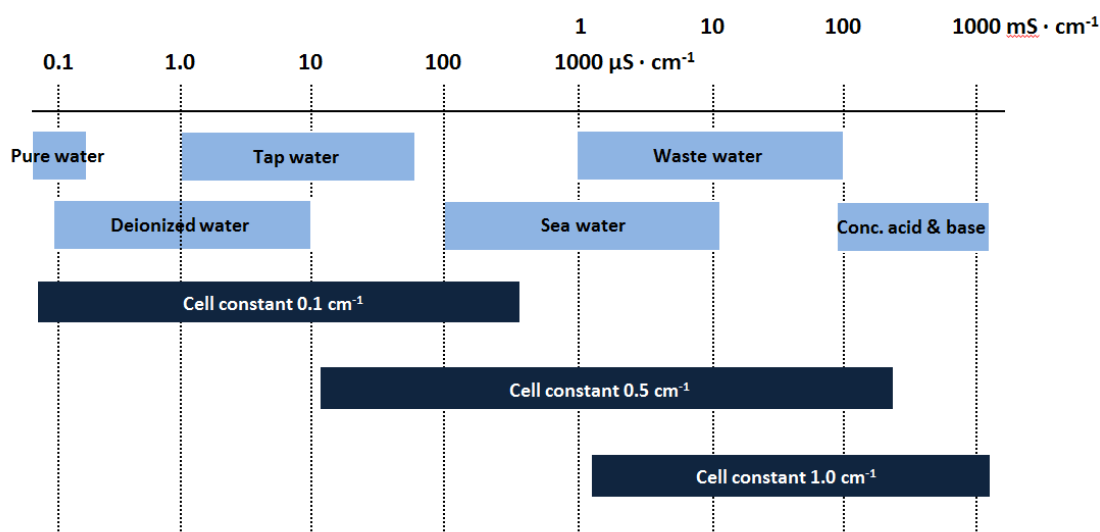 1 10 100 1000 mS · cm⁻¹
0.1 1.0 10 100 1000 µS · cm⁻¹
Pure water Tap water Waste water
Deionized water Sea water Conc. acid & base
Cell constant 0.1 cm⁻¹
Cell constant 0.5 cm⁻¹
Cell constant 1.0 cm⁻¹